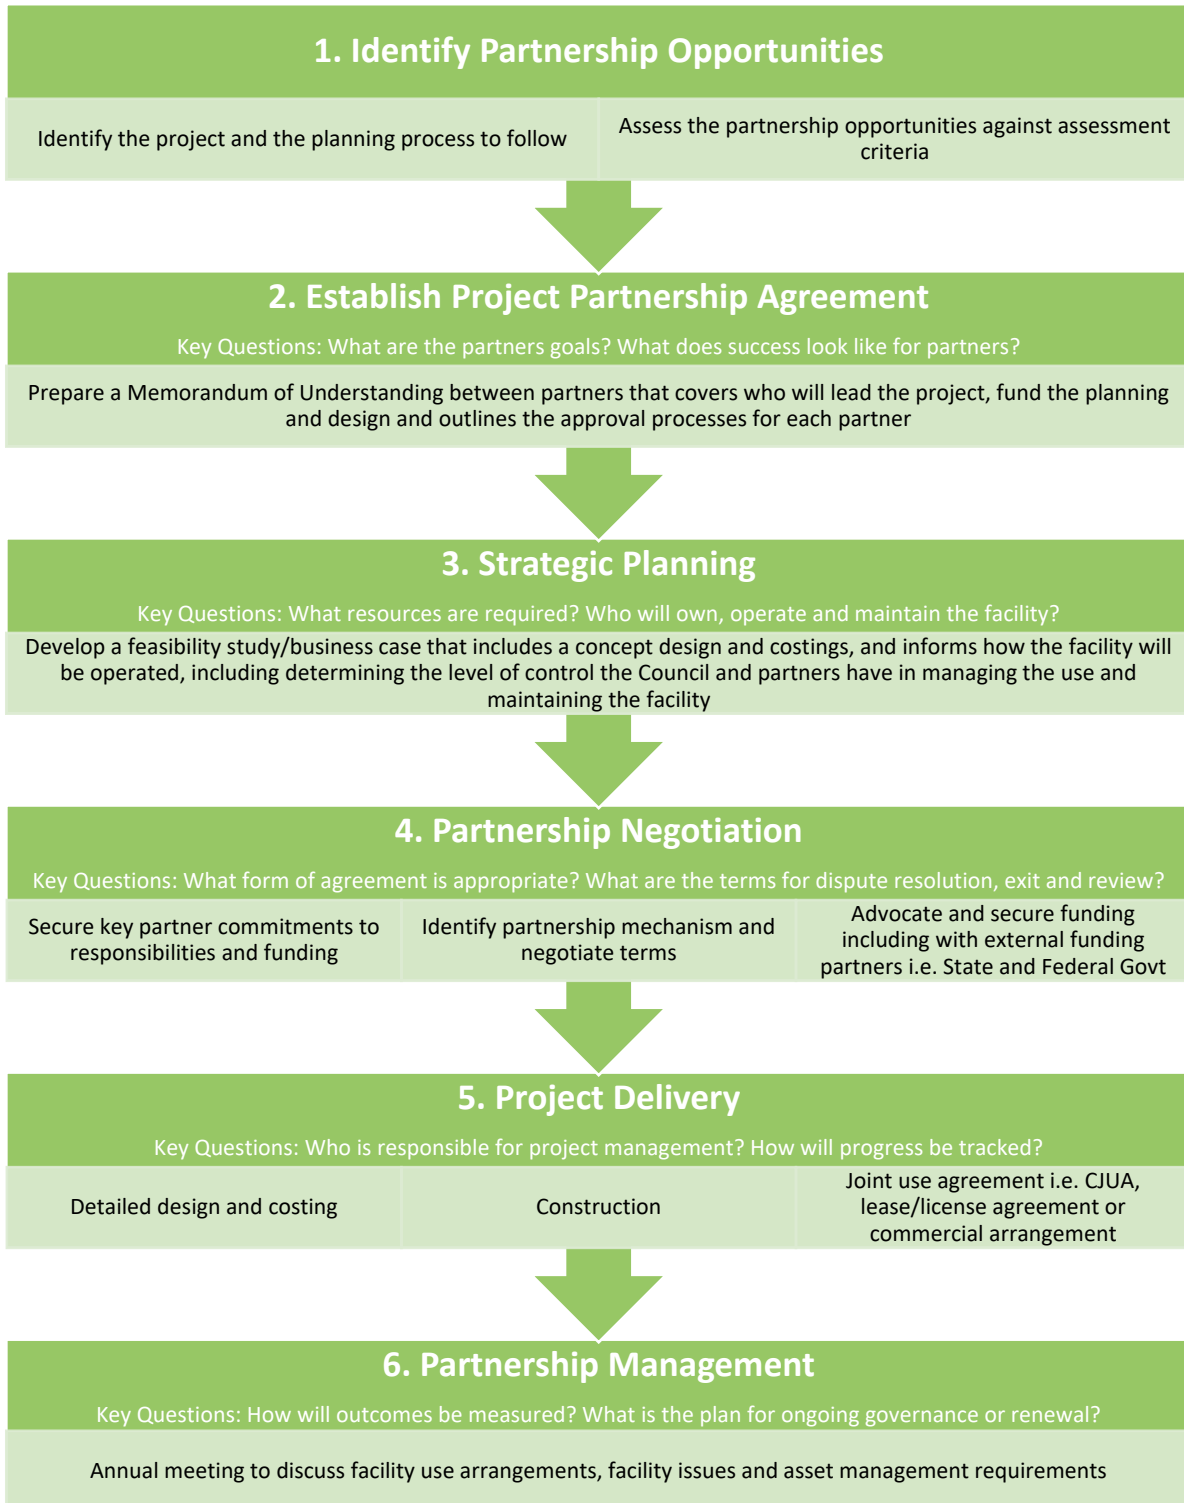 1. Identify Partnership Opportunities
Identify the project and the planning process to follow
Assess the partnership opportunities against assessment
criteria
2. Establish Project Partnership Agreement
Key Questions: What are the partners goals? What does success look like for partners?
Prepare a Memorandum of Understanding between partners that covers who will lead the project, fund the planning
and design and outlines the approval processes for each partner
3. Strategic Planning
Key Questions: What resources are required? Who will own, operate and maintain the facility?
Develop a feasibility study/business case that includes a concept design and costings, and informs how the facility will
be operated, including determining the level of control the Council and partners have in managing the use and
maintaining the facility
4. Partnership Negotiation
Key Questions: What form of agreement is appropriate? What are the terms for dispute resolution, exit and review?
Secure key partner commitments to
responsibilities and funding
Identify partnership mechanism and
negotiate terms
Advocate and secure funding
including with external funding
partners i.e. State and Federal Govt
5. Project Delivery
Key Questions: Who is responsible for project management? How will progress be tracked?
Detailed design and costing
Construction
Joint use agreement i.e. CJUA,
lease/license agreement or
commercial arrangement
6. Partnership Management
Key Questions: How will outcomes be measured? What is the plan for ongoing governance or renewal?
Annual meeting to discuss facility use arrangements, facility issues and asset management requirements